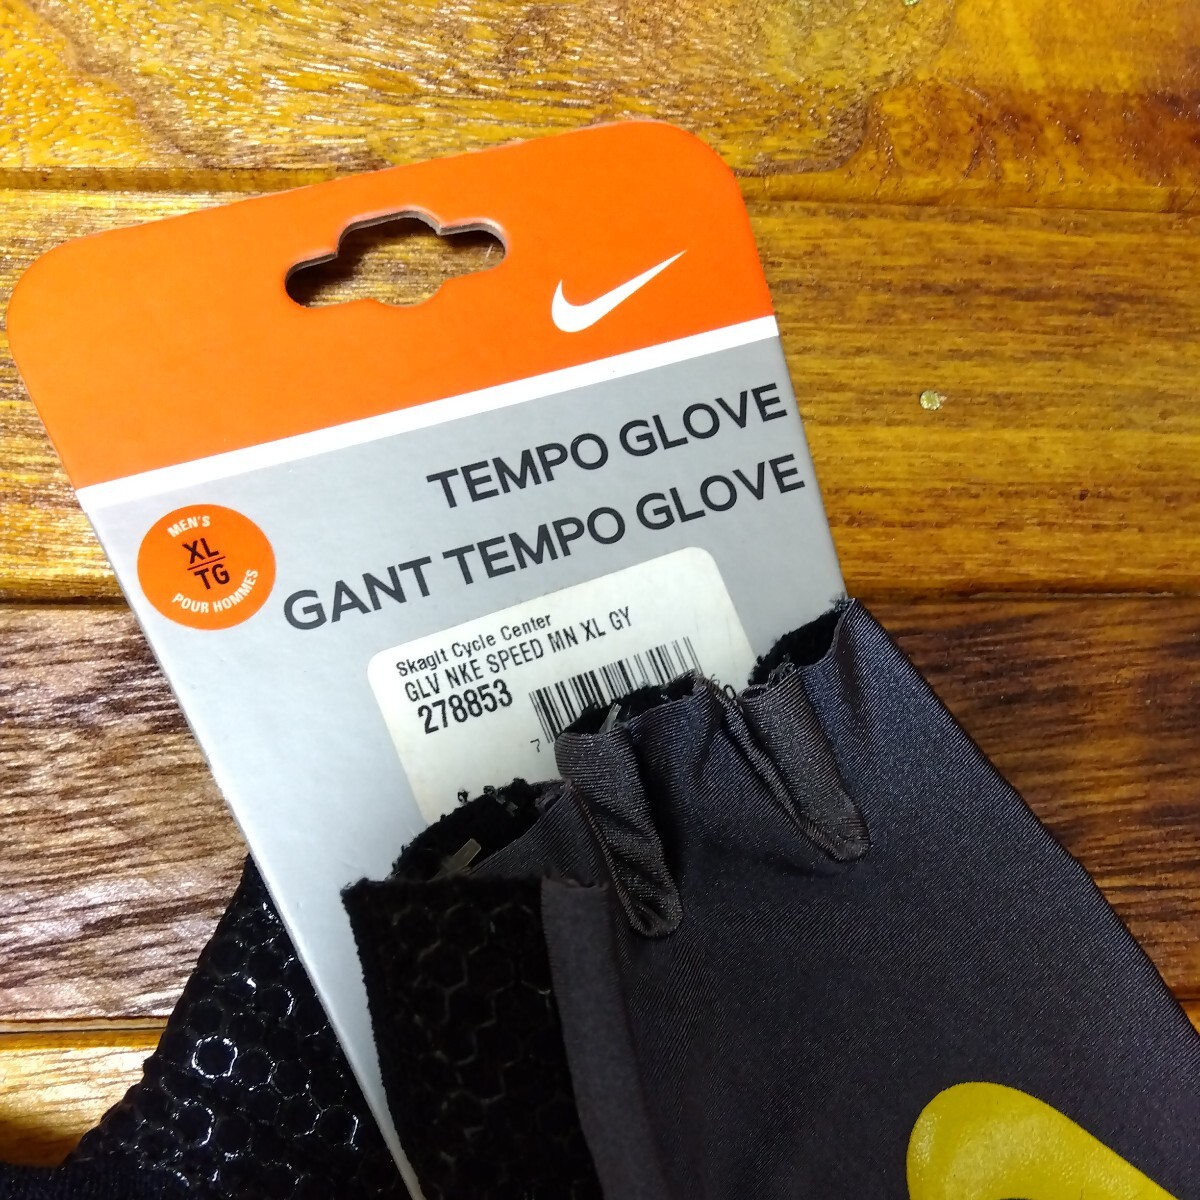 TEMPO GLOVE
GANT TEMPO GLOVE
MEN'S
XL
TG
POUR HOMMES
SkagIt Cycle Center
GLV NKE SPEED MN XL GY
278853
7